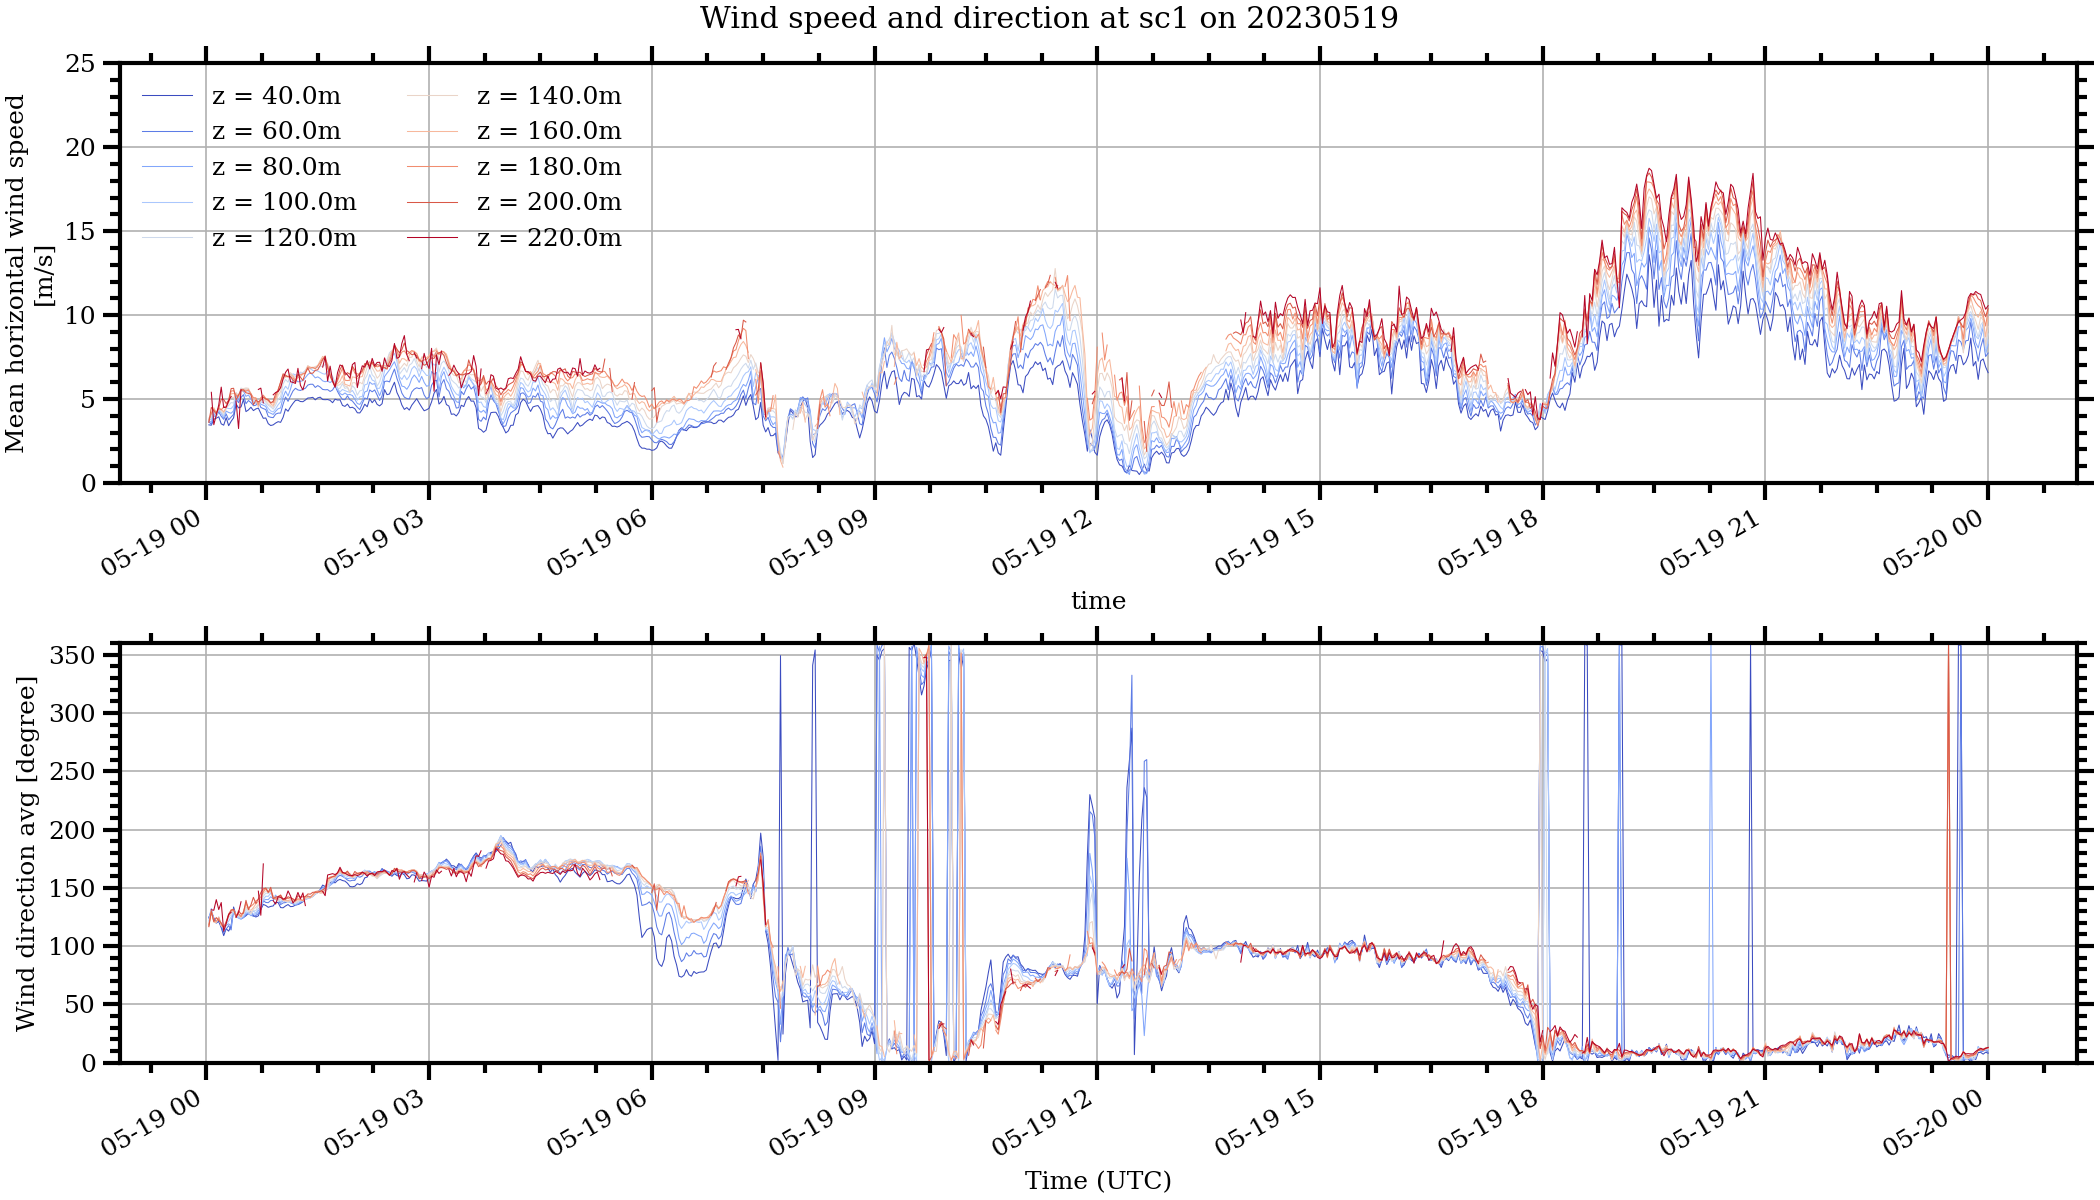 Wind speed and direction at sc1 on 20230519
Mean horizontal wind speed
[m/s]
25
20
15
10
5
0
z = 40.0m
z = 60.0m
z = 80.0m
z = 100.0m
z = 120.0m
z = 140.0m
z = 160.0m
z = 180.0m
z = 200.0m
z = 220.0m
05-19 00
05-19 03
05-19 06
05-19 09
05-19 12
05-19 15
05-19 18
05-19 21
05-20 00
time
Wind direction avg [degree]
350
300
250
200
150
100
50
0
05-19 00
05-19 03
05-19 06
05-19 09
05-19 12
05-19 15
05-19 18
05-19 21
05-20 00
Time (UTC)